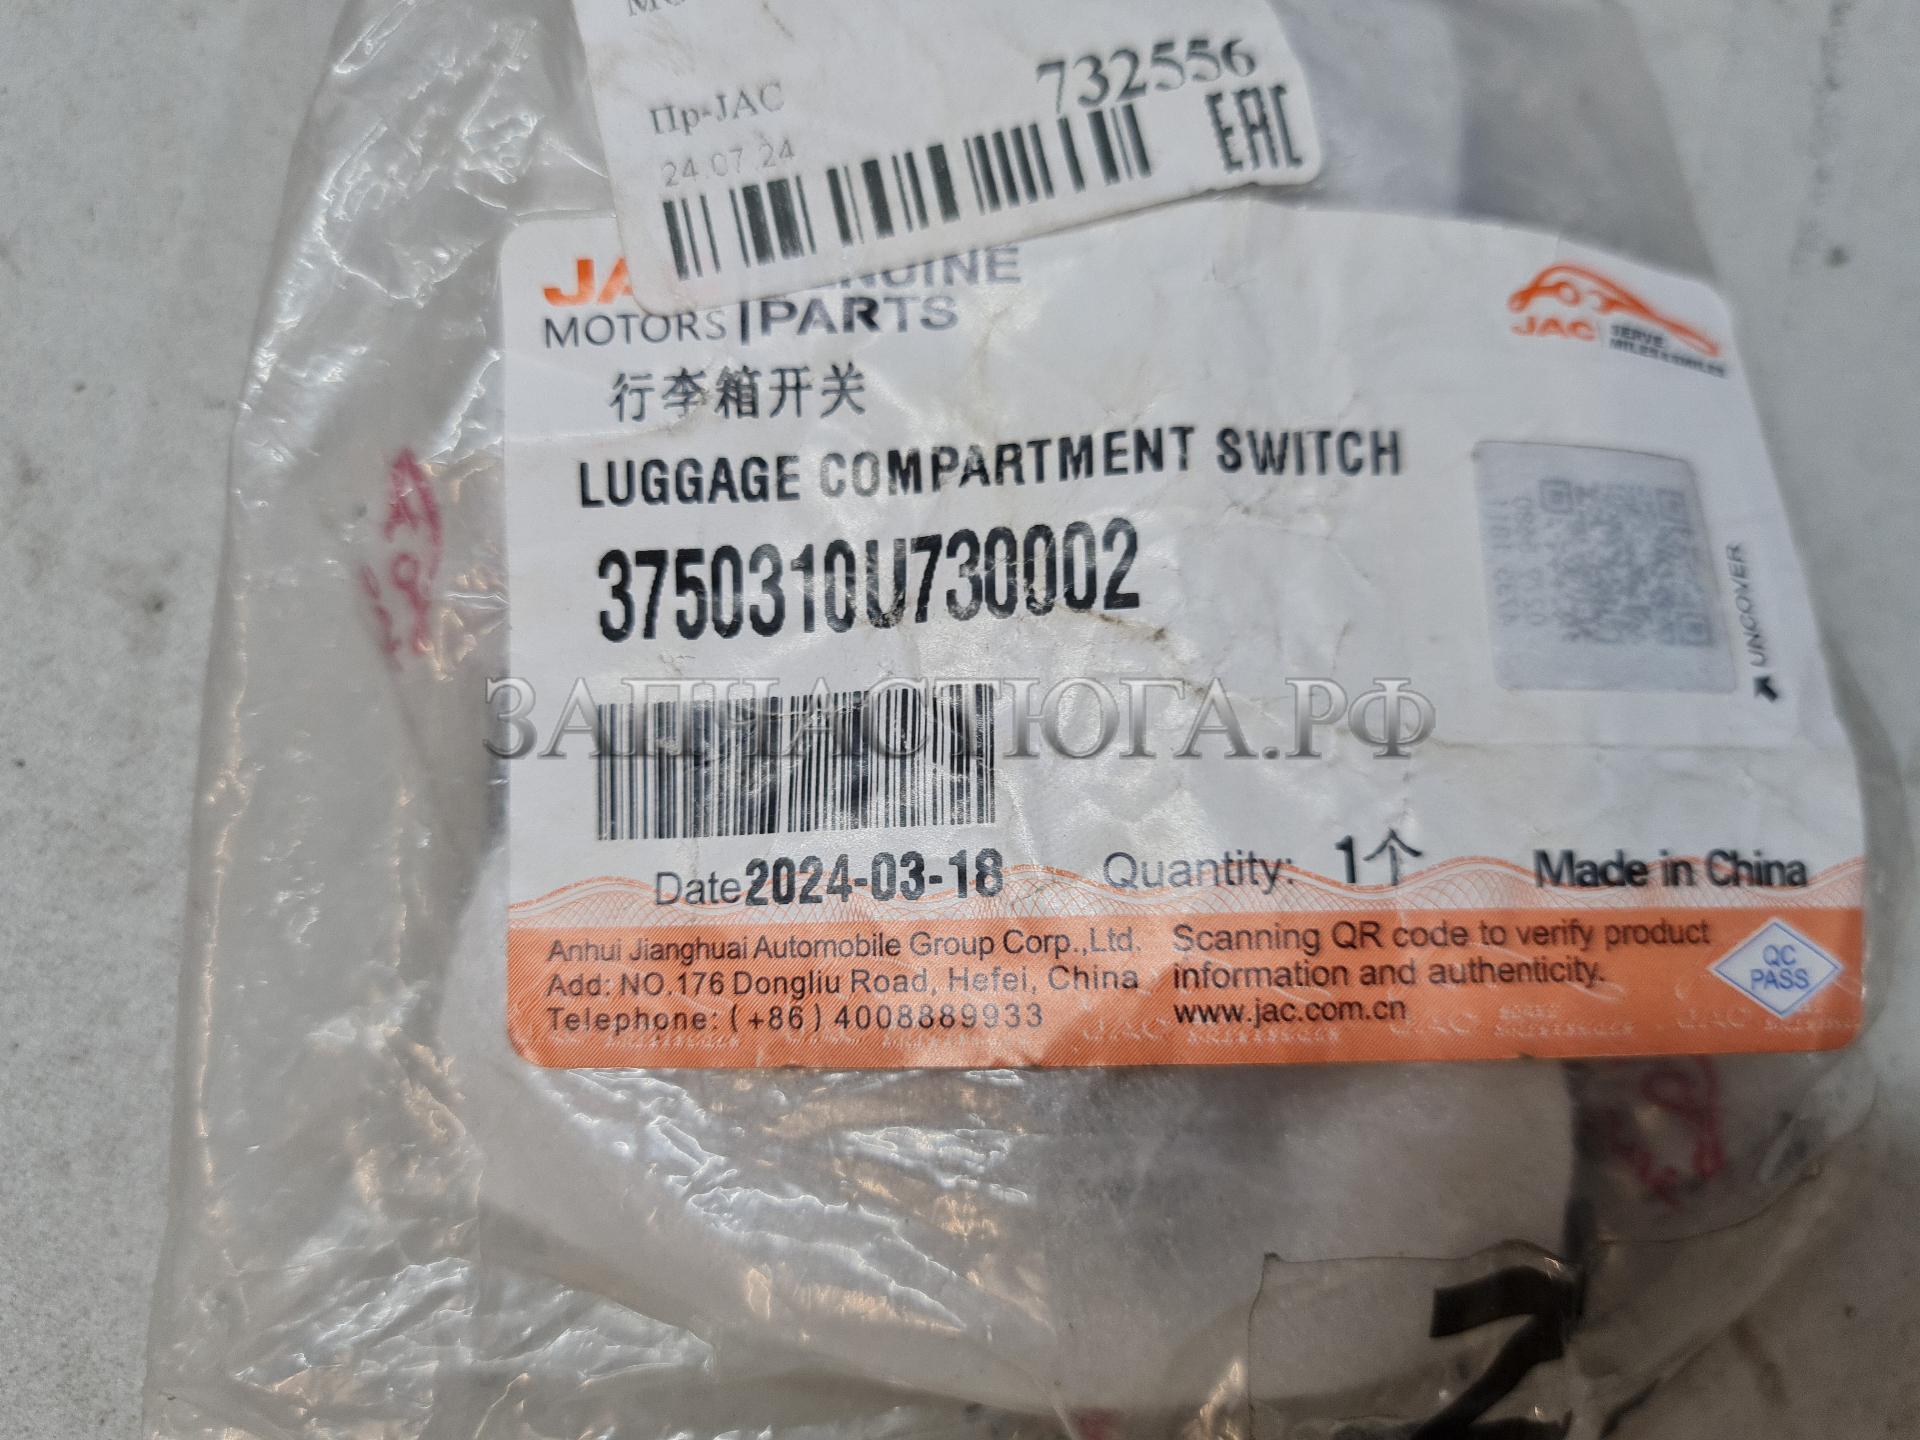 732556
Пр-JAC
24.07.24
EAC
MOTORS | PARTS
JAC
行李箱开关
LUGGAGE COMPARTMENT SWITCH
3750310U730002
UNCOVER
ЗАПЧАСТЮГА.РФ
Date 2024-03-18
Quantity: 1个
Made in China
Anhui Jianghuai Automobile Group Corp.,Ltd.
Add: NO.176 Dongliu Road, Hefei, China
Telephone: (+86) 4008889933
Scanning QR code to verify product
information and authenticity.
www.jac.com.cn
QC
PASS